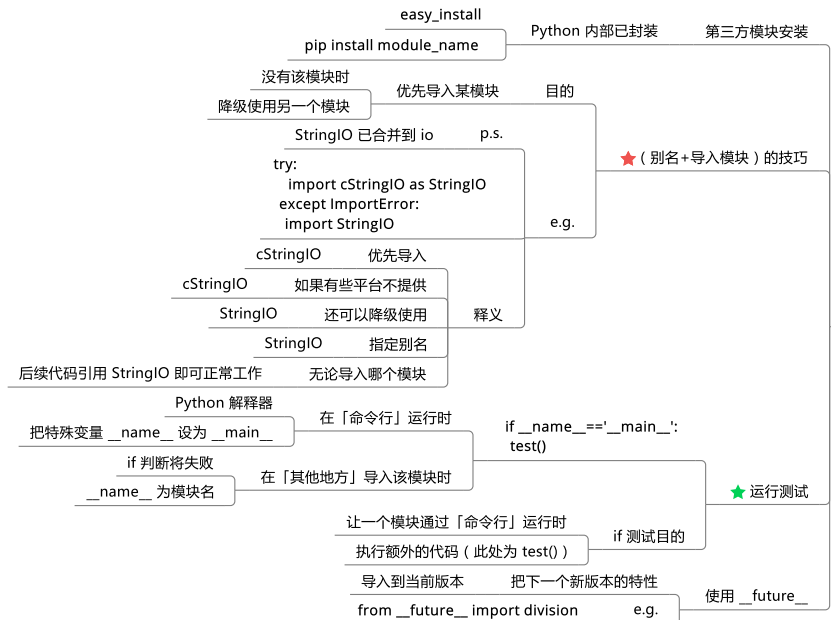 easy_install
pip install module_name
Python 内部已封装
第三方模块安装
没有该模块时
降级使用另一个模块
优先导入某模块
目的
(别名+导入模块)的技巧
StringIO 已合并到 io
p.s.
try:
import cStringIO as StringIO
except ImportError:
import StringIO
e.g.
cStringIO
优先导入
cStringIO
如果有些平台不提供
StringIO
还可以降级使用
释义
StringIO
指定别名
后续代码引用 StringIO 即可正常工作
无论导入哪个模块
Python 解释器
把特殊变量 __name__ 设为 __main__
在「命令行」运行时
if __name__=='__main__':
test()
if 判断将失败
__name__ 为模块名
在「其他地方」导入该模块时
运行测试
让一个模块通过「命令行」运行时
执行额外的代码(此处为 test())
if 测试目的
导入到当前版本
把下一个新版本的特性
使用 __future__
from __future__ import division
e.g.